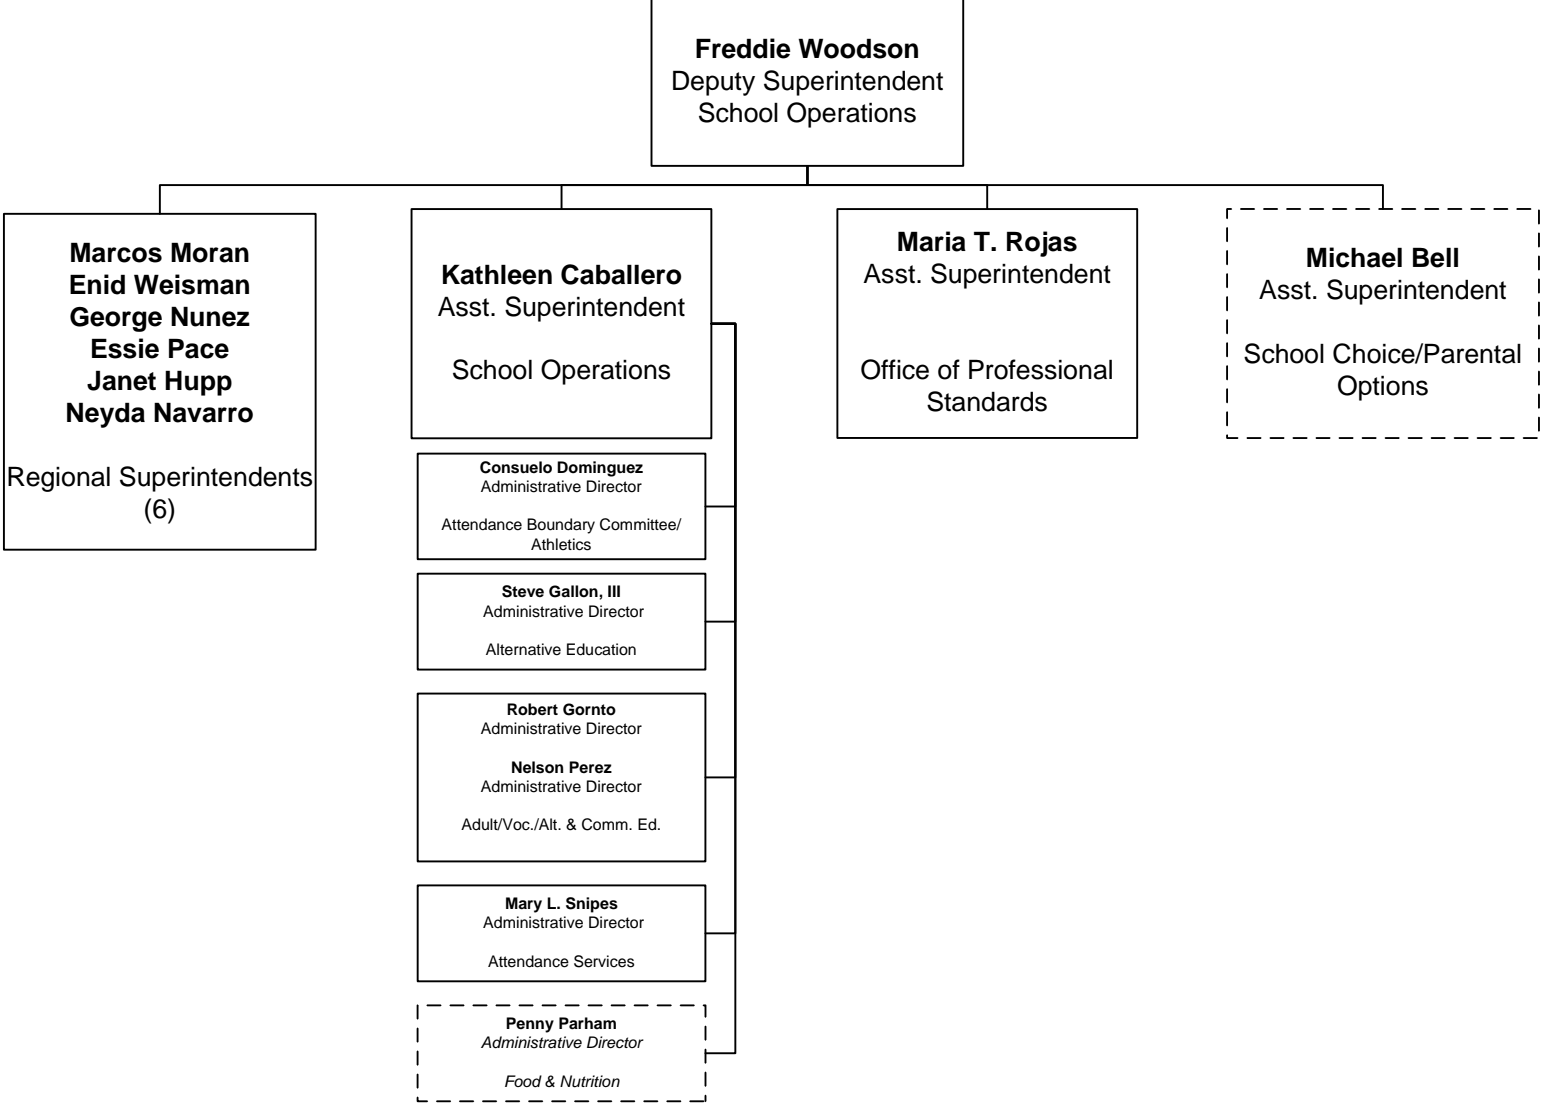 Freddie Woodson
Deputy Superintendent
School Operations
Marcos Moran
Enid Weisman
George Nunez
Essie Pace
Janet Hupp
Neyda Navarro
Regional Superintendents
(6)
Kathleen Caballero
Asst. Superintendent
School Operations
Maria T. Rojas
Asst. Superintendent
Office of Professional
Standards
Michael Bell
Asst. Superintendent
School Choice/Parental
Options
Consuelo Dominguez
Administrative Director
Attendance Boundary Committee/
Athletics
Steve Gallon, III
Administrative Director
Alternative Education
Robert Gornto
Administrative Director
Nelson Perez
Administrative Director
Adult/Voc./Alt. & Comm. Ed.
Mary L. Snipes
Administrative Director
Attendance Services
Penny Parham
Administrative Director
Food & Nutrition